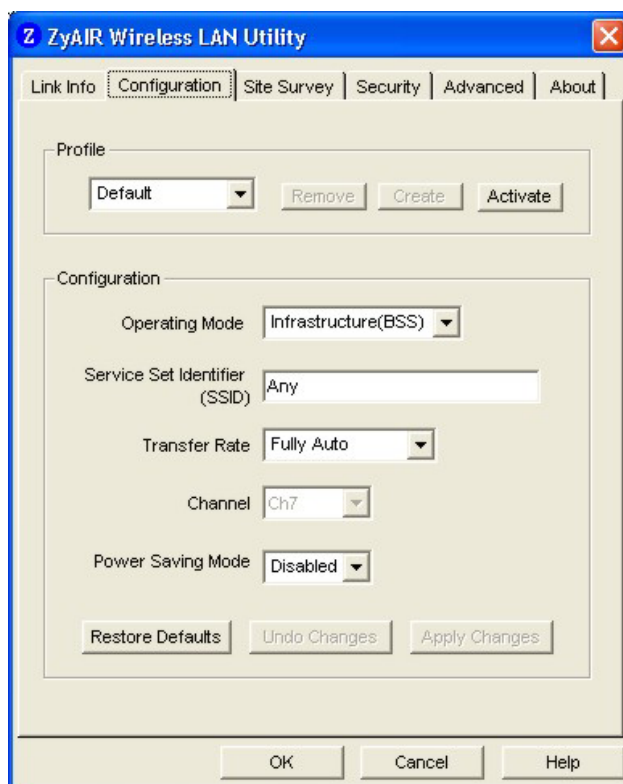 Z ZyAIR Wireless LAN Utility
Link Info Configuration Site Survey Security Advanced About
Profile
Default Remove Create Activate
Configuration
Operating Mode Infrastructure(BSS)
Service Set Identifier
(SSID) Any
Transfer Rate Fully Auto
Channel Ch7
Power Saving Mode Disabled
Restore Defaults Undo Changes Apply Changes
OK Cancel Help